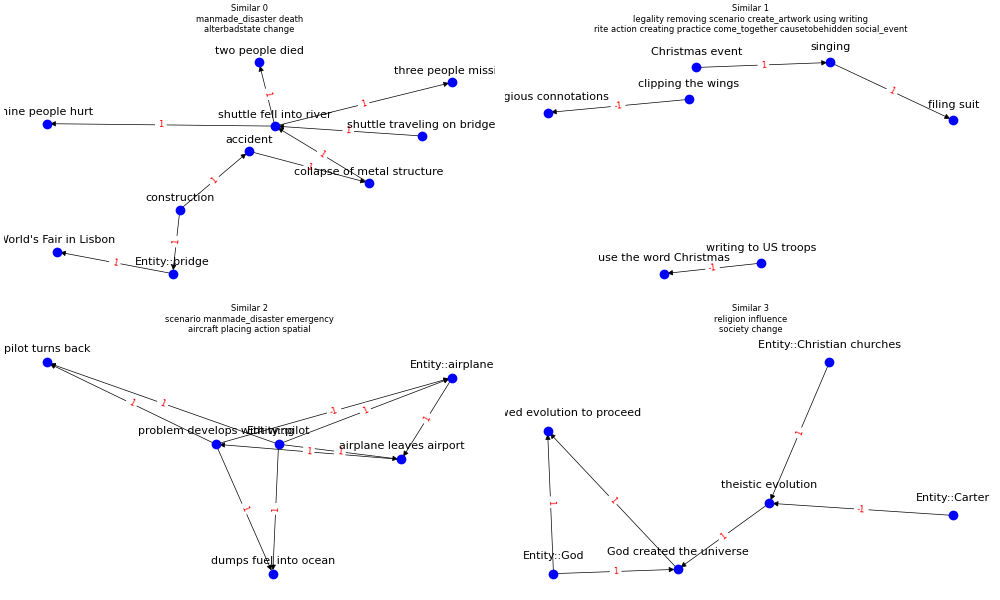 Similar 0
manmade_disaster death
alterbadstate change
two people died
three people missi
nine people hurt
shuttle fell into river
shuttle traveling on bridge
accident
collapse of metal structure
construction
World's Fair in Lisbon
Entity::bridge
1
1
1
1
1
1
1
1
1
Similar 1
legality removing scenario create_artwork using writing
rite action creating practice come_together causetobehidden social_event
Christmas event
singing
clipping the wings
gious connotations
filing suit
writing to US troops
use the word Christmas
1
1
-1
-1
Similar 2
scenario manmade_disaster emergency
aircraft placing action spatial
pilot turns back
Entity::airplane
problem develops with wing
Entity::pilot
airplane leaves airport
dumps fuel into ocean
1
1
-1
1
1
1
1
1
1
Similar 3
religion influence
society change
Entity::Christian churches
wed evolution to proceed
theistic evolution
Entity::Carter
Entity::God
God created the universe
1
-1
1
1
1
1